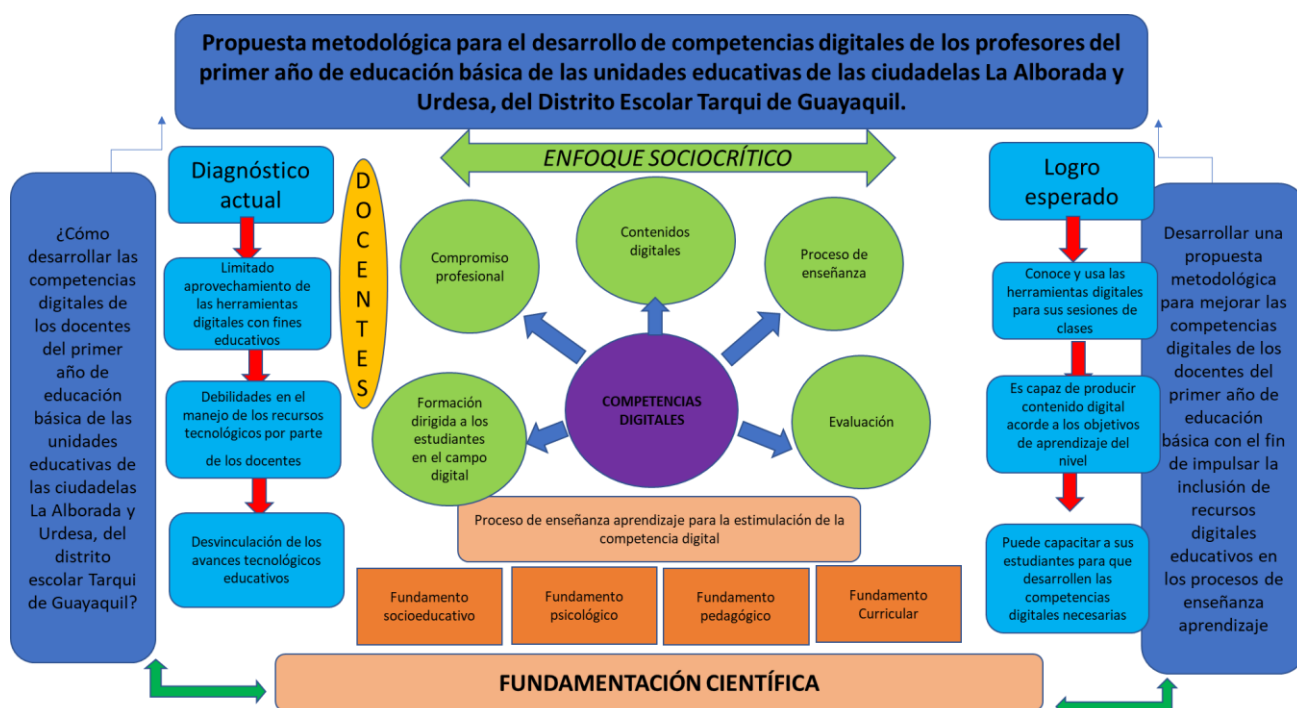 Propuesta metodológica para el desarrollo de competencias digitales de los profesores del
primer año de educación básica de las unidades educativas de las ciudadelas La Alborada y
Urdesa, del Distrito Escolar Tarqui de Guayaquil.
ENFOQUE SOCIOCRÍTICO
¿Cómo
desarrollar las
competencias
digitales de
los docentes
del primer
año de
educación
básica de las
unidades
educativas de
las ciudadelas
La Alborada y
Urdesa, del
distrito
escolar Tarqui
de Guayaquil?
Diagnóstico
actual
Limitado
aprovechamiento de
las herramientas
digitales con fines
educativos
Debilidades en el
manejo de los recursos
tecnológicos por parte
de los docentes
Desvinculación de los
avances tecnológicos
educativos
D
O
C
E
N
T
E
S
Compromiso
profesional
Contenidos
digitales
Proceso de
enseñanza
Formación
dirigida a los
estudiantes
en el campo
digital
COMPETENCIAS
DIGITALES
Evaluación
Proceso de enseñanza aprendizaje para la estimulación de la
competencia digital
Fundamento
socioeducativo
Fundamento
psicológico
Fundamento
pedagógico
Fundamento
Curricular
FUNDAMENTACIÓN CIENTÍFICA
Logro
esperado
Conoce y usa las
herramientas digitales
para sus sesiones de
clases
Es capaz de producir
contenido digital
acorde a los objetivos
de aprendizaje del
nivel
Puede capacitar a sus
estudiantes para que
desarrollen las
competencias
digitales necesarias
Desarrollar una
propuesta
metodológica
para mejorar las
competencias
digitales de los
docentes del
primer año de
educación
básica con el fin
de impulsar la
inclusión de
recursos
digitales
educativos en
los procesos de
enseñanza
aprendizaje